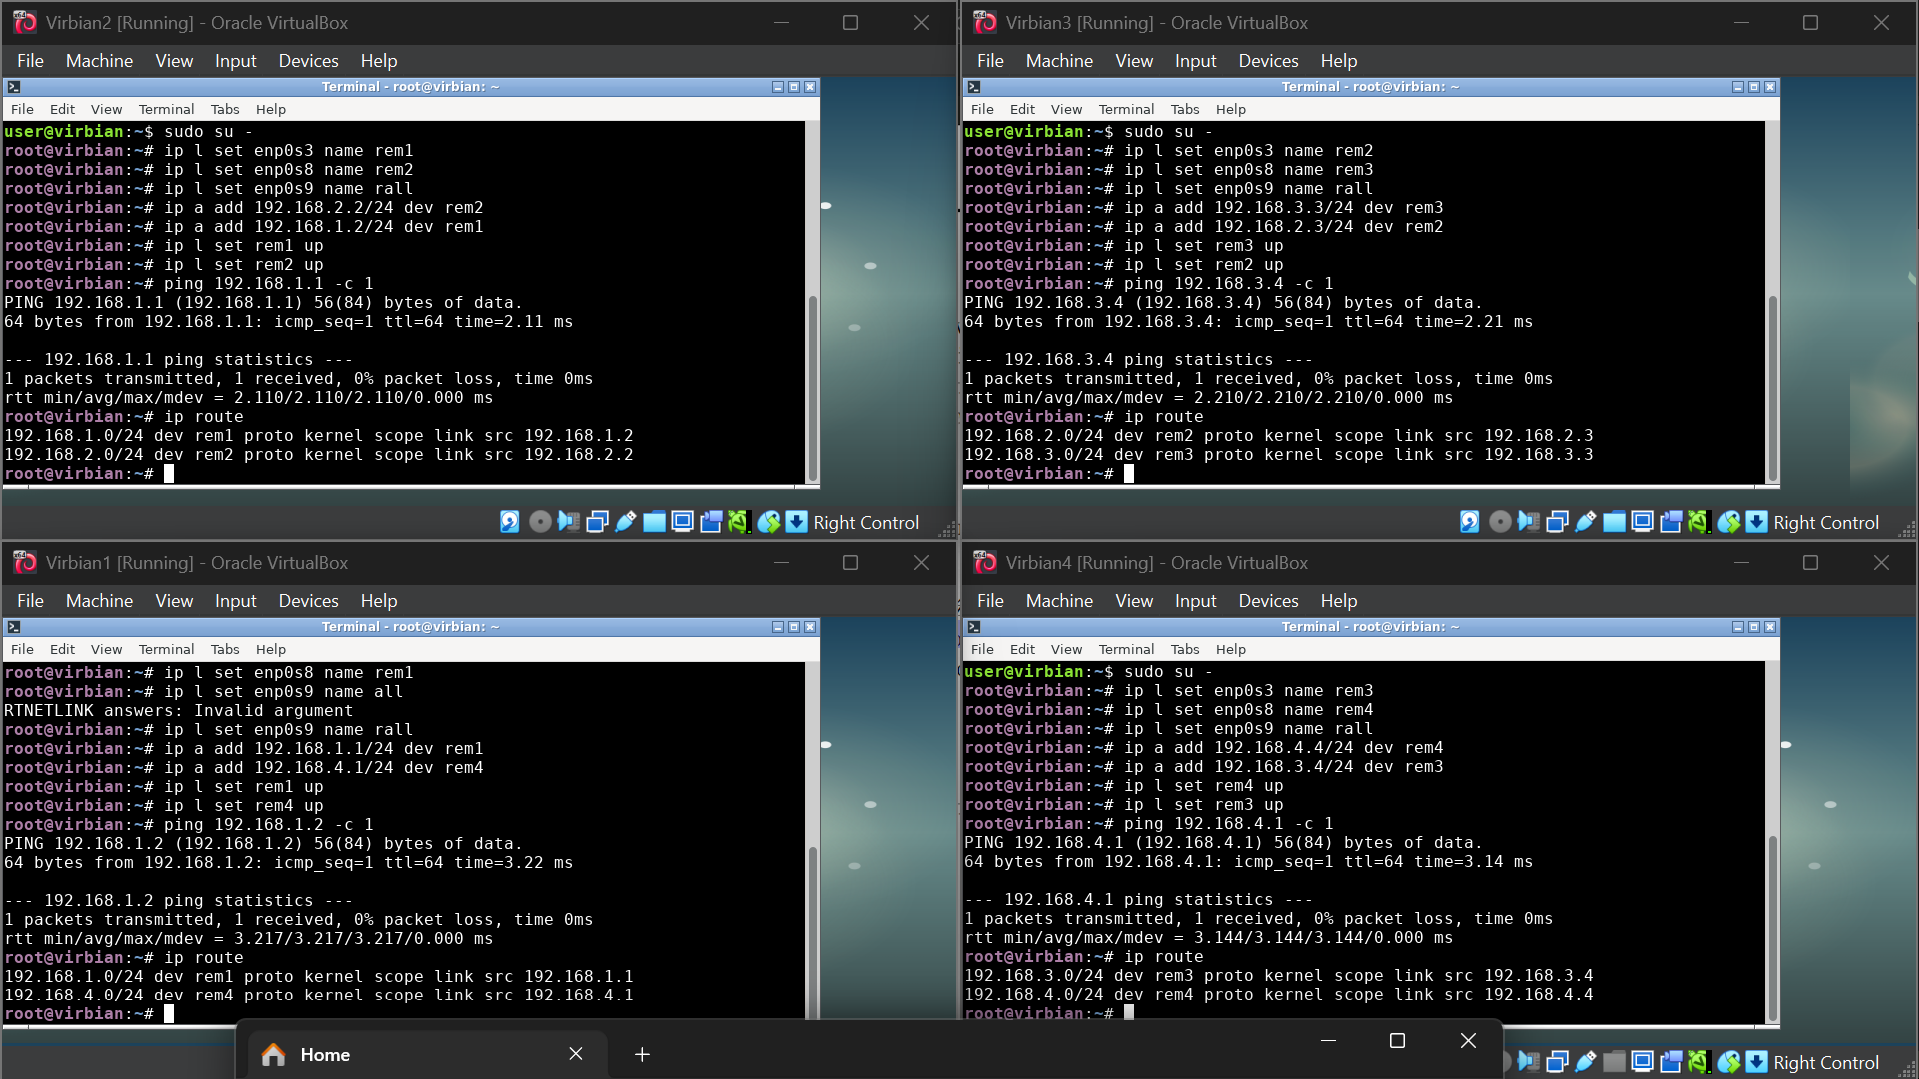 Virbian2 [Running] - Oracle VirtualBox
File Machine View Input Devices Help
Terminal - root@virbian: ~
File Edit View Terminal Tabs Help
user@virbian:~$ sudo su -
root@virbian:~# ip l set enp0s3 name rem1
root@virbian:~# ip l set enp0s8 name rem2
root@virbian:~# ip l set enp0s9 name rall
root@virbian:~# ip a add 192.168.2.2/24 dev rem2
root@virbian:~# ip a add 192.168.1.2/24 dev rem1
root@virbian:~# ip l set rem1 up
root@virbian:~# ip l set rem2 up
root@virbian:~# ping 192.168.1.1 -c 1
PING 192.168.1.1 (192.168.1.1) 56(84) bytes of data.
64 bytes from 192.168.1.1: icmp_seq=1 ttl=64 time=2.11 ms
--- 192.168.1.1 ping statistics ---
1 packets transmitted, 1 received, 0% packet loss, time 0ms
rtt min/avg/max/mdev = 2.110/2.110/2.110/0.000 ms
root@virbian:~# ip route
192.168.1.0/24 dev rem1 proto kernel scope link src 192.168.1.2
192.168.2.0/24 dev rem2 proto kernel scope link src 192.168.2.2
root@virbian:~#
Right Control
Virbian3 [Running] - Oracle VirtualBox
File Machine View Input Devices Help
Terminal - root@virbian: ~
File Edit View Terminal Tabs Help
user@virbian:~$ sudo su -
root@virbian:~# ip l set enp0s3 name rem2
root@virbian:~# ip l set enp0s8 name rem3
root@virbian:~# ip l set enp0s9 name rall
root@virbian:~# ip a add 192.168.3.3/24 dev rem3
root@virbian:~# ip a add 192.168.2.3/24 dev rem2
root@virbian:~# ip l set rem3 up
root@virbian:~# ip l set rem2 up
root@virbian:~# ping 192.168.3.4 -c 1
PING 192.168.3.4 (192.168.3.4) 56(84) bytes of data.
64 bytes from 192.168.3.4: icmp_seq=1 ttl=64 time=2.21 ms
--- 192.168.3.4 ping statistics ---
1 packets transmitted, 1 received, 0% packet loss, time 0ms
rtt min/avg/max/mdev = 2.210/2.210/2.210/0.000 ms
root@virbian:~# ip route
192.168.2.0/24 dev rem2 proto kernel scope link src 192.168.2.3
192.168.3.0/24 dev rem3 proto kernel scope link src 192.168.3.3
root@virbian:~#
Right Control
Virbian1 [Running] - Oracle VirtualBox
File Machine View Input Devices Help
Terminal - root@virbian: ~
File Edit View Terminal Tabs Help
root@virbian:~# ip l set enp0s8 name rem1
root@virbian:~# ip l set enp0s9 name all
RTNETLINK answers: Invalid argument
root@virbian:~# ip l set enp0s9 name rall
root@virbian:~# ip a add 192.168.1.1/24 dev rem1
root@virbian:~# ip a add 192.168.4.1/24 dev rem4
root@virbian:~# ip l set rem1 up
root@virbian:~# ip l set rem4 up
root@virbian:~# ping 192.168.1.2 -c 1
PING 192.168.1.2 (192.168.1.2) 56(84) bytes of data.
64 bytes from 192.168.1.2: icmp_seq=1 ttl=64 time=3.22 ms
--- 192.168.1.2 ping statistics ---
1 packets transmitted, 1 received, 0% packet loss, time 0ms
rtt min/avg/max/mdev = 3.217/3.217/3.217/0.000 ms
root@virbian:~# ip route
192.168.1.0/24 dev rem1 proto kernel scope link src 192.168.1.1
192.168.4.0/24 dev rem4 proto kernel scope link src 192.168.4.1
root@virbian:~#
Virbian4 [Running] - Oracle VirtualBox
File Machine View Input Devices Help
Terminal - root@virbian: ~
File Edit View Terminal Tabs Help
user@virbian:~$ sudo su -
root@virbian:~# ip l set enp0s3 name rem3
root@virbian:~# ip l set enp0s8 name rem4
root@virbian:~# ip l set enp0s9 name rall
root@virbian:~# ip a add 192.168.4.4/24 dev rem4
root@virbian:~# ip a add 192.168.3.4/24 dev rem3
root@virbian:~# ip l set rem4 up
root@virbian:~# ip l set rem3 up
root@virbian:~# ping 192.168.4.1 -c 1
PING 192.168.4.1 (192.168.4.1) 56(84) bytes of data.
64 bytes from 192.168.4.1: icmp_seq=1 ttl=64 time=3.14 ms
--- 192.168.4.1 ping statistics ---
1 packets transmitted, 1 received, 0% packet loss, time 0ms
rtt min/avg/max/mdev = 3.144/3.144/3.144/0.000 ms
root@virbian:~# ip route
192.168.3.0/24 dev rem3 proto kernel scope link src 192.168.3.4
192.168.4.0/24 dev rem4 proto kernel scope link src 192.168.4.4
root@virbian:~#
Right Control
Home